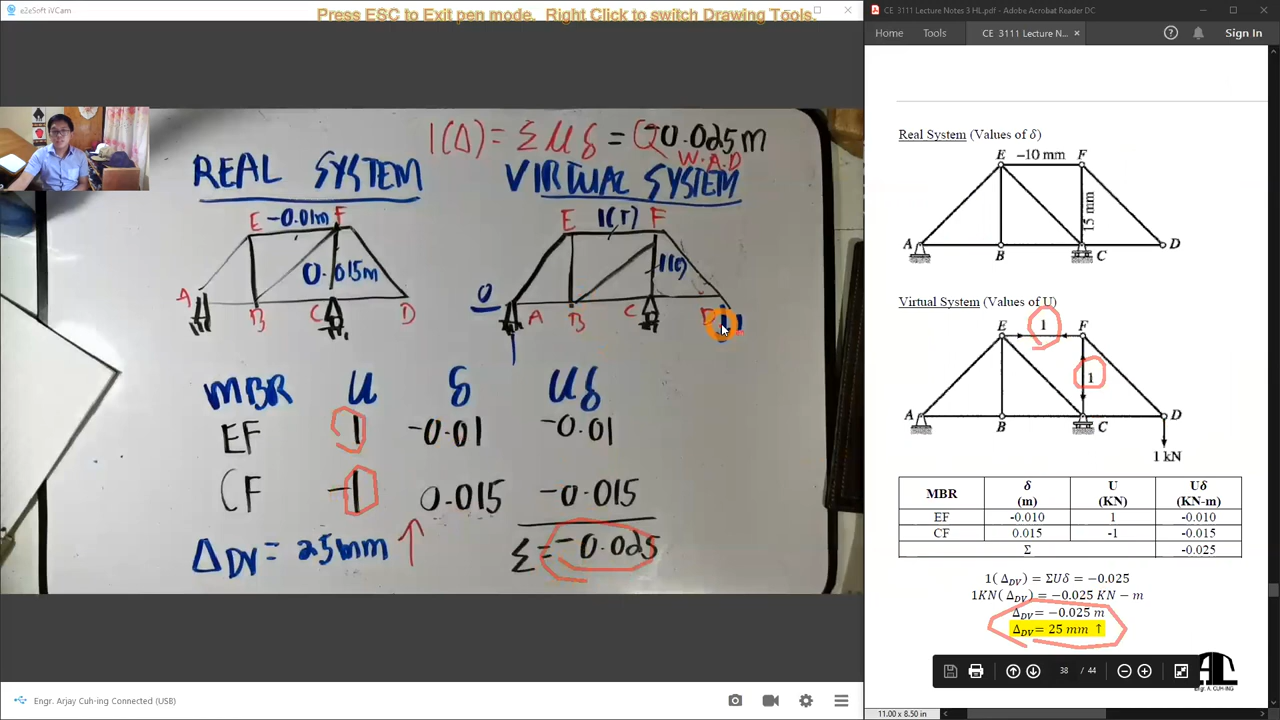 e2eSoft iVCam
Press ESC to Exit pen mode. Right Click to switch Drawing Tools.
1(Δ) = Σ U δ = -0.025m
W.A.D
REAL SYSTEM
VIRTUAL SYSTEM
E -0.01m F
0.015m
A B C D
E 1(T) F
1(C)
0
A B C D
MBR U δ Uδ
EF 1 -0.01 -0.01
CF -1 0.015 -0.015
ΔDV = 25mm ↑ Σ = -0.025
Engr. Arjay Cuh-ing Connected (USB)
CE 3111 Lecture Notes 3 HL.pdf - Adobe Acrobat Reader DC
Home Tools CE 3111 Lecture N... × Sign In
Real System (Values of δ)
E −10 mm F
15 mm
A B C D
Virtual System (Values of U)
E 1 F
1
A B C D
1 kN
MBR δ (m) U (KN) Uδ (KN-m)
EF -0.010 1 -0.010
CF 0.015 -1 -0.015
Σ -0.025
1( ΔDV) = ΣUδ = −0.025
1KN( ΔDV) = −0.025 KN − m
ΔDV = −0.025 m
ΔDV = 25 mm ↑
38 / 44
Engr. A. CUH-ING
11.00 x 8.50 in